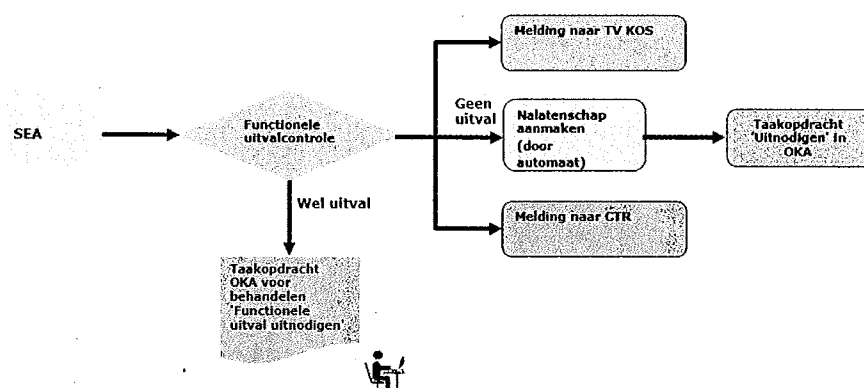 Melding naar TV KOS
SEA
Functionele
uitvalcontrole
Geen
uitval
Nalatenschap
aanmaken
(door
automaat)
Taakopdracht
'Uitnodigen' in
OKA
Wel uitval
Melding naar CTR
Taakopdracht
OKA voor
behandelen
'Functionele
uitval uitnodigen'